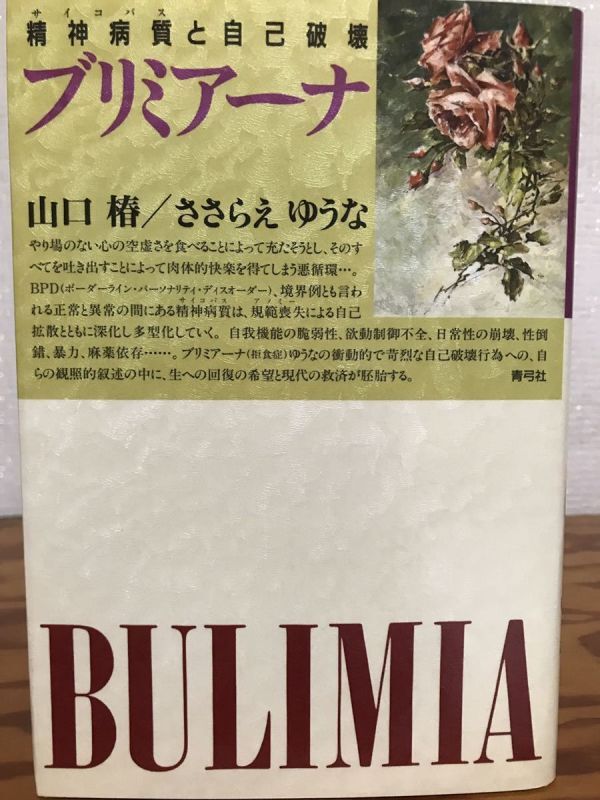 サイコパス
精神病質と自己破壊
ブリミアーナ
山口 椿／ささらえ ゆうな
やり場のない心の空虚さを食べることによって充たそうとし、そのす
べてを吐き出すことによって肉体的快楽を得てしまう悪循環…。
BPD（ボーダーライン・パーソナリティ・ディスオーダー）、境界例とも言わ
サイコパス アノミー
れる正常と異常の間にある精神病質は、規範喪失による自己
拡散とともに深化し多型化していく。自我機能の脆弱性、欲動制御不全、日常性の崩壊、性倒
錯、暴力、麻薬依存……。ブリミアーナ（拒食症）ゆうなの衝動的で苛烈な自己破壊行為への、自
らの観照的叙述の中に、生への回復の希望と現代の救済が胚胎する。
青弓社
BULIMIA